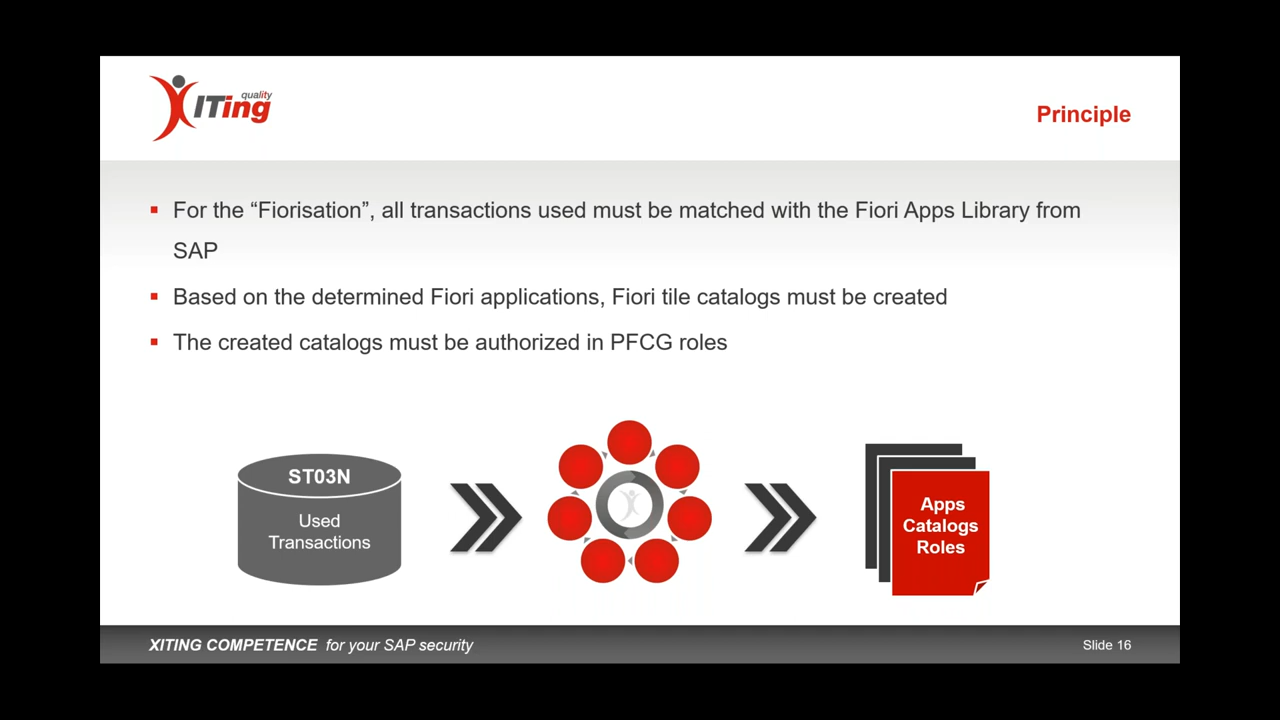 quality
XITing
Principle
▪ For the “Fiorisation”, all transactions used must be matched with the Fiori Apps Library from
SAP
▪ Based on the determined Fiori applications, Fiori tile catalogs must be created
▪ The created catalogs must be authorized in PFCG roles
ST03N
Used
Transactions
Apps
Catalogs
Roles
XITING COMPETENCE for your SAP security
Slide 16